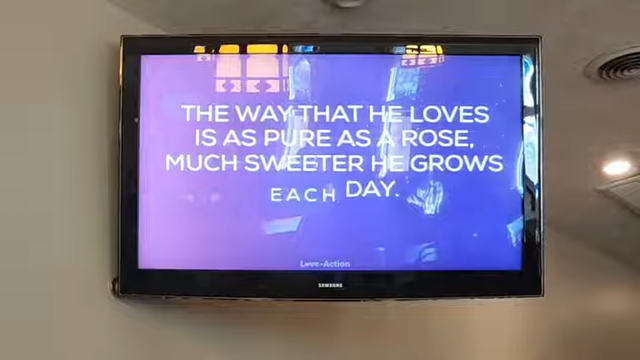 THE WAY THAT HE LOVES
IS AS PURE AS A ROSE,
MUCH SWEETER HE GROWS
EACH DAY.
Love-Action
SAMSUNG